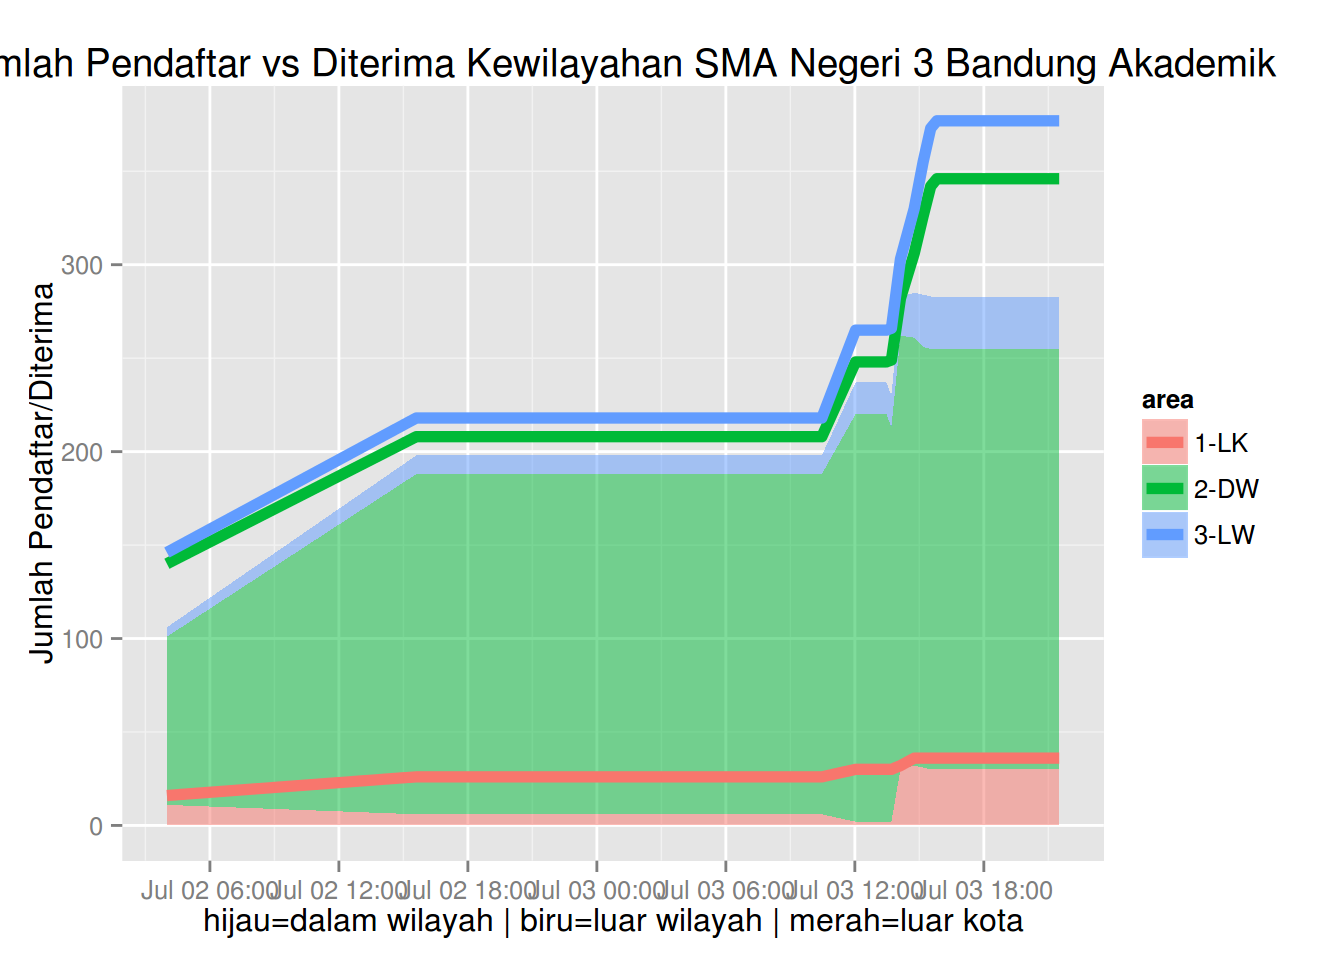 mlah Pendaftar vs Diterima Kewilayahan SMA Negeri 3 Bandung Akademik
Jumlah Pendaftar/Diterima
300
200
100
0
area
1-LK
2-DW
3-LW
Jul 02 06:00 Jul 02 12:00 Jul 02 18:00 Jul 03 00:00 Jul 03 06:00 Jul 03 12:00 Jul 03 18:00
hijau=dalam wilayah | biru=luar wilayah | merah=luar kota